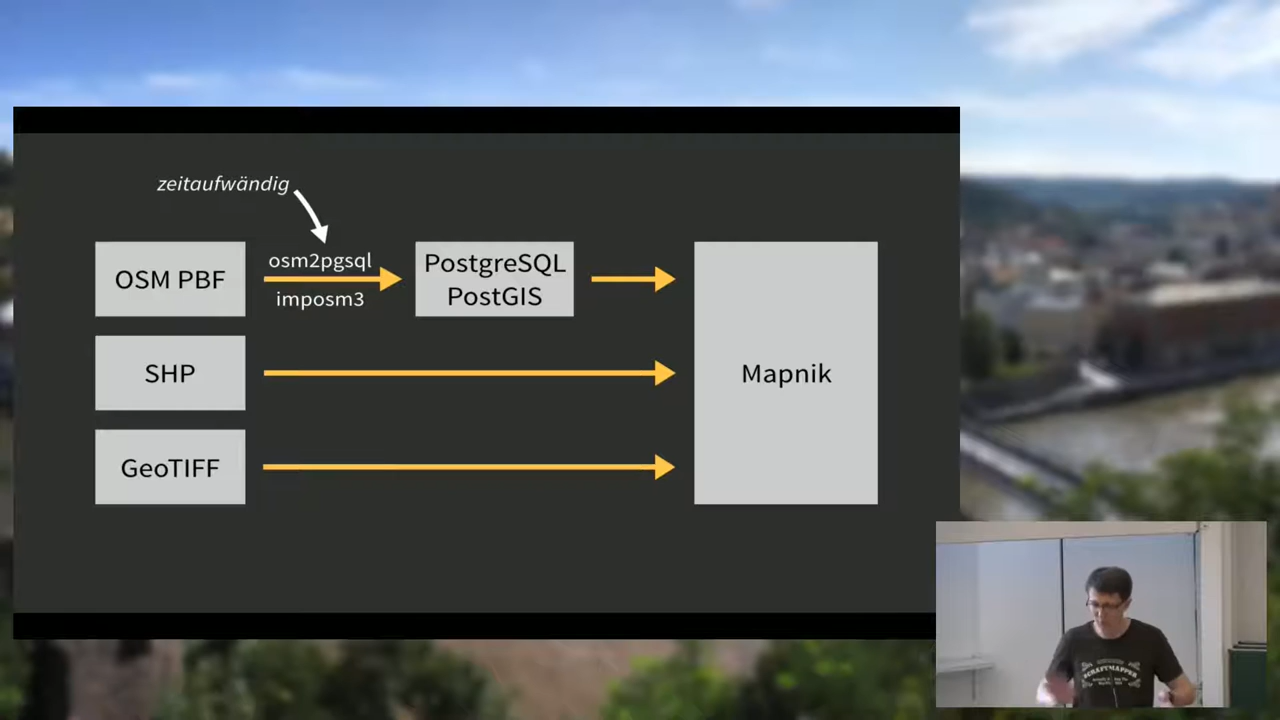 zeitaufwändig
osm2pgsql
imposm3
OSM PBF
PostgreSQL
PostGIS
SHP
Mapnik
GeoTIFF